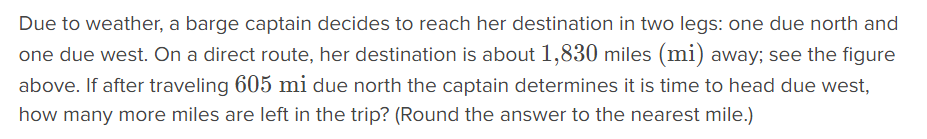 Due to weather, a barge captain decides to reach her destination in two legs: one due north and
one due west. On a direct route, her destination is about 1,830 miles (mi) away; see the figure
above. If after traveling 605 mi due north the captain determines it is time to head due west,
how many more miles are left in the trip? (Round the answer to the nearest mile.)